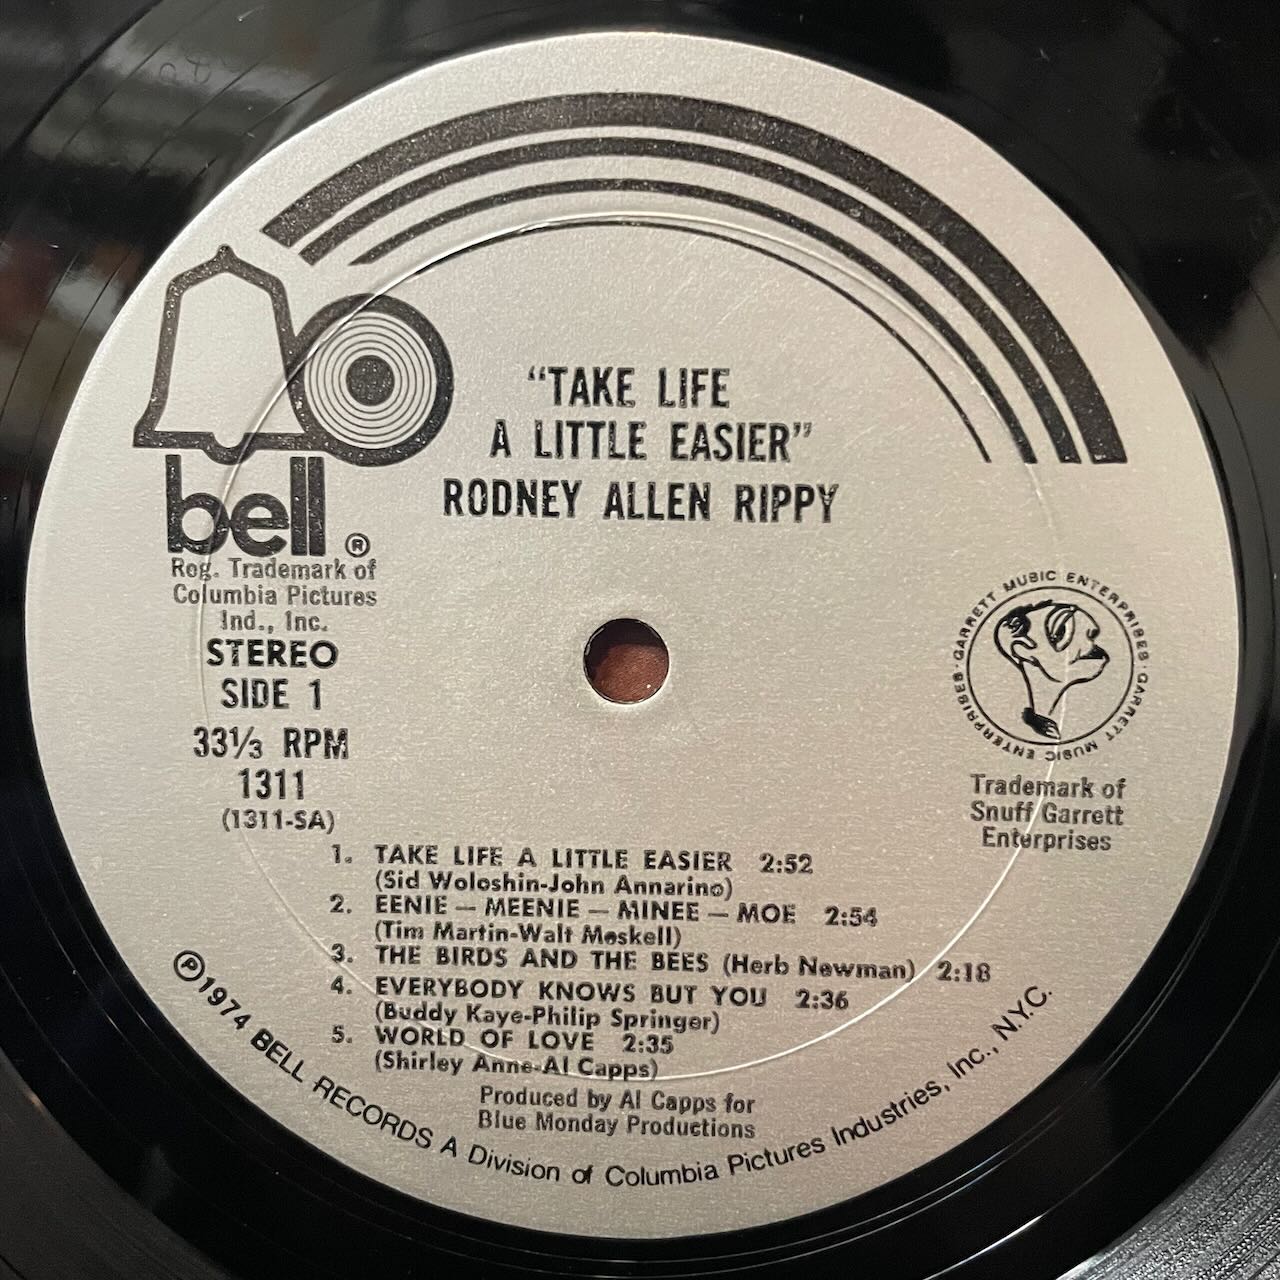 "TAKE LIFE
A LITTLE EASIER"
RODNEY ALLEN RIPPY
bell ®
Reg. Trademark of
Columbia Pictures
Ind., Inc.
STEREO
SIDE 1
33⅓ RPM
1311
(1311-SA)
GARRETT MUSIC ENTERPRISES · GARRETT MUSIC ENTERPRISES ·
Trademark of
Snuff Garrett
Enterprises
1. TAKE LIFE A LITTLE EASIER 2:52
(Sid Woloshin-John Annarino)
2. EENIE – MEENIE – MINEE – MOE 2:54
(Tim Martin-Walt Meskell)
3. THE BIRDS AND THE BEES (Herb Newman) 2:18
4. EVERYBODY KNOWS BUT YOU 2:36
(Buddy Kaye-Philip Springer)
5. WORLD OF LOVE 2:35
(Shirley Anne-Al Capps)
Produced by Al Capps for
Blue Monday Productions
℗1974 BELL RECORDS A Division of Columbia Pictures Industries, Inc., N.Y.C.